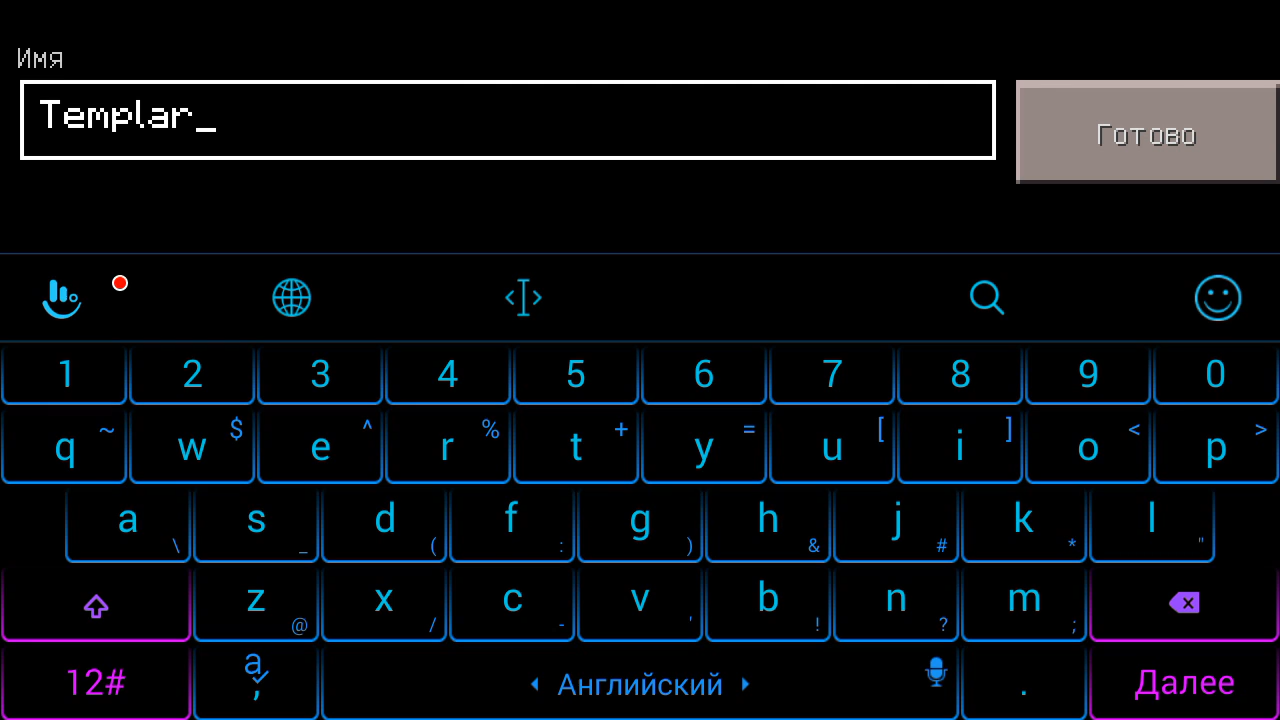 Имя
Templar_
Готово
1 2 3 4 5 6 7 8 9 0
q ~ w $ e ^ r % t + y = u [ i ] o < p >
a \ s _ d ( f : g ) h & j # k * l "
z @ x / c - v ' b ! n ? m ;
12# a , Английский . Далее